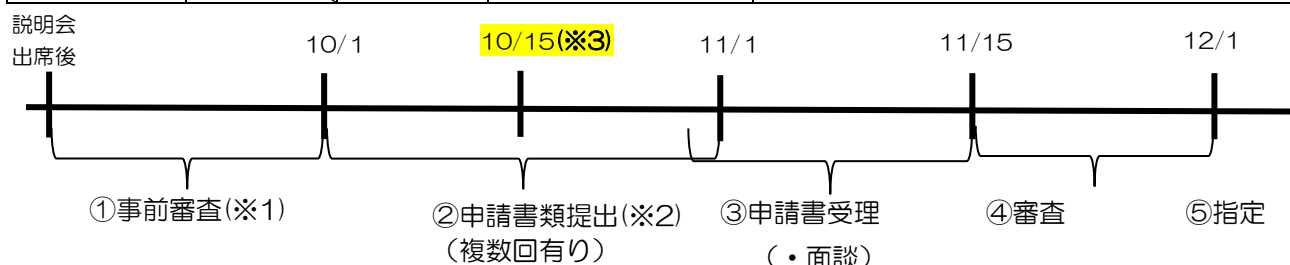 説明会
出席後
10/1
10/15(※3)
11/1
11/15
12/1
①事前審査(※1)
②申請書類提出(※2)
（複数回有り）
③申請書受理
（・面談）
④審査
⑤指定